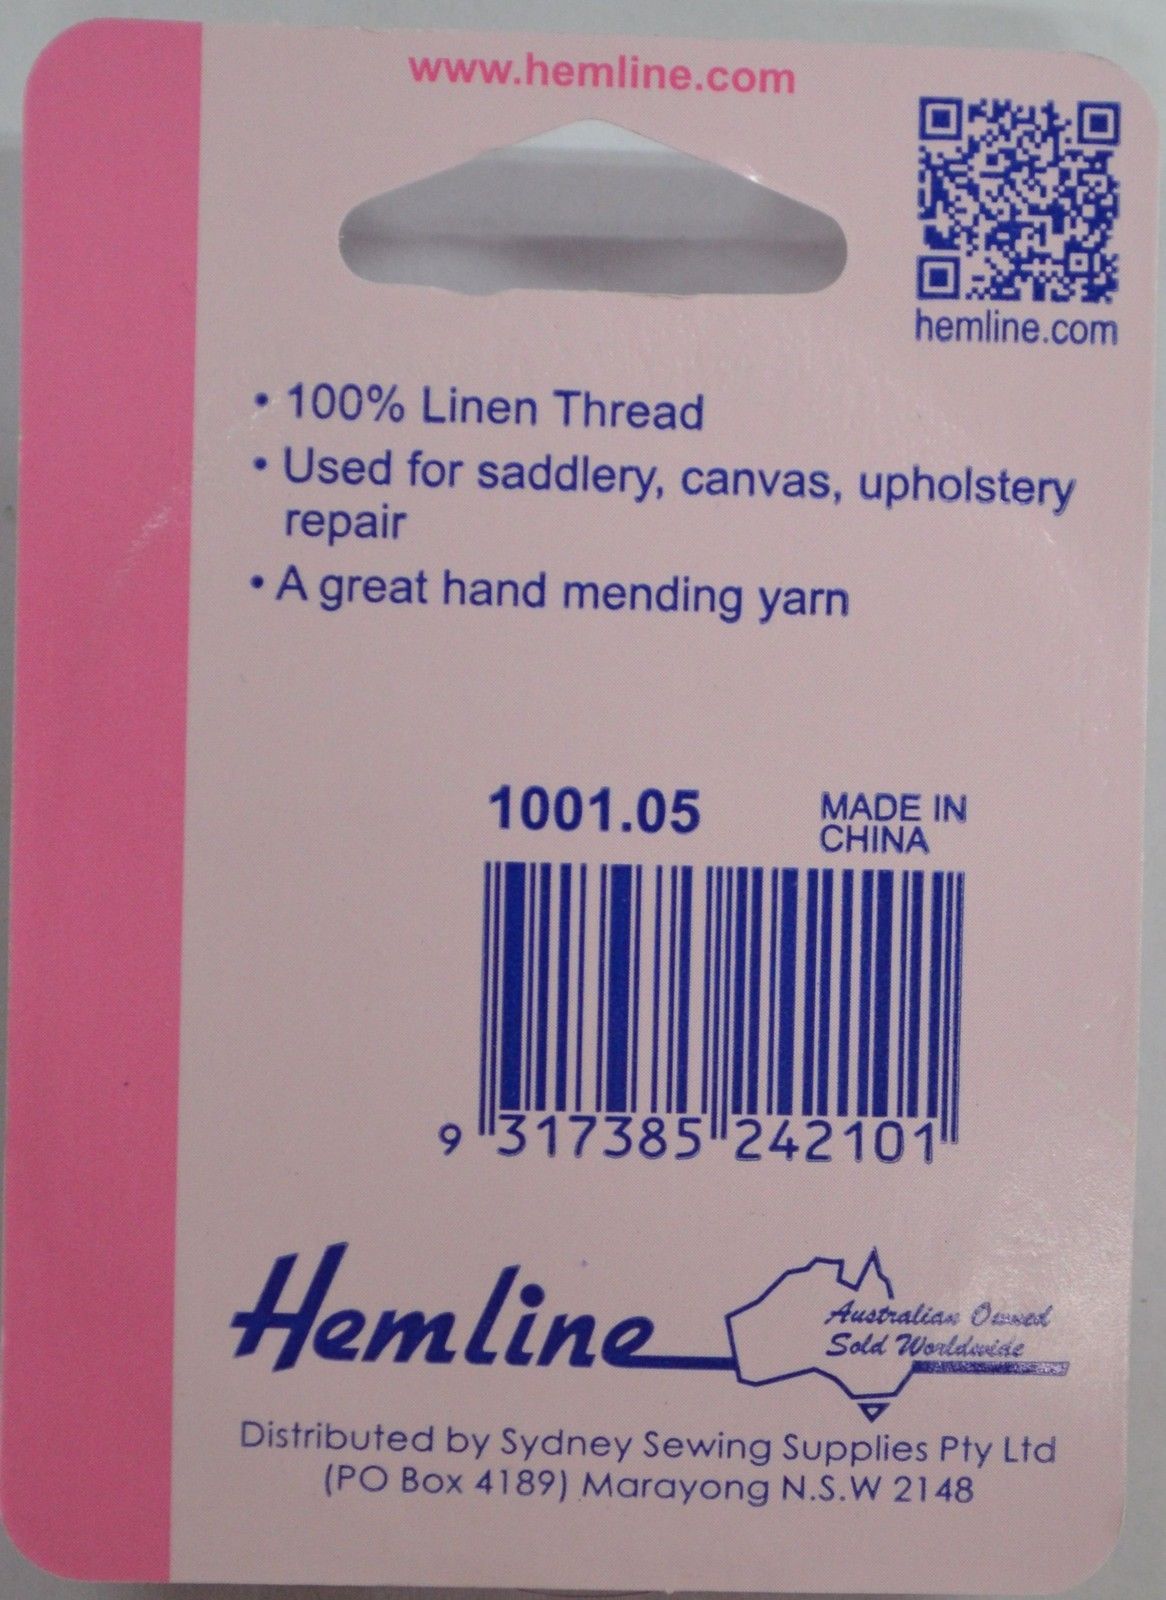 www.hemline.com
hemline.com
• 100% Linen Thread
• Used for saddlery, canvas, upholstery
repair
• A great hand mending yarn
1001.05
MADE IN
CHINA
9 317385 242101
Hemline
Australian Owned
Sold Worldwide
Distributed by Sydney Sewing Supplies Pty Ltd
(PO Box 4189) Marayong N.S.W 2148